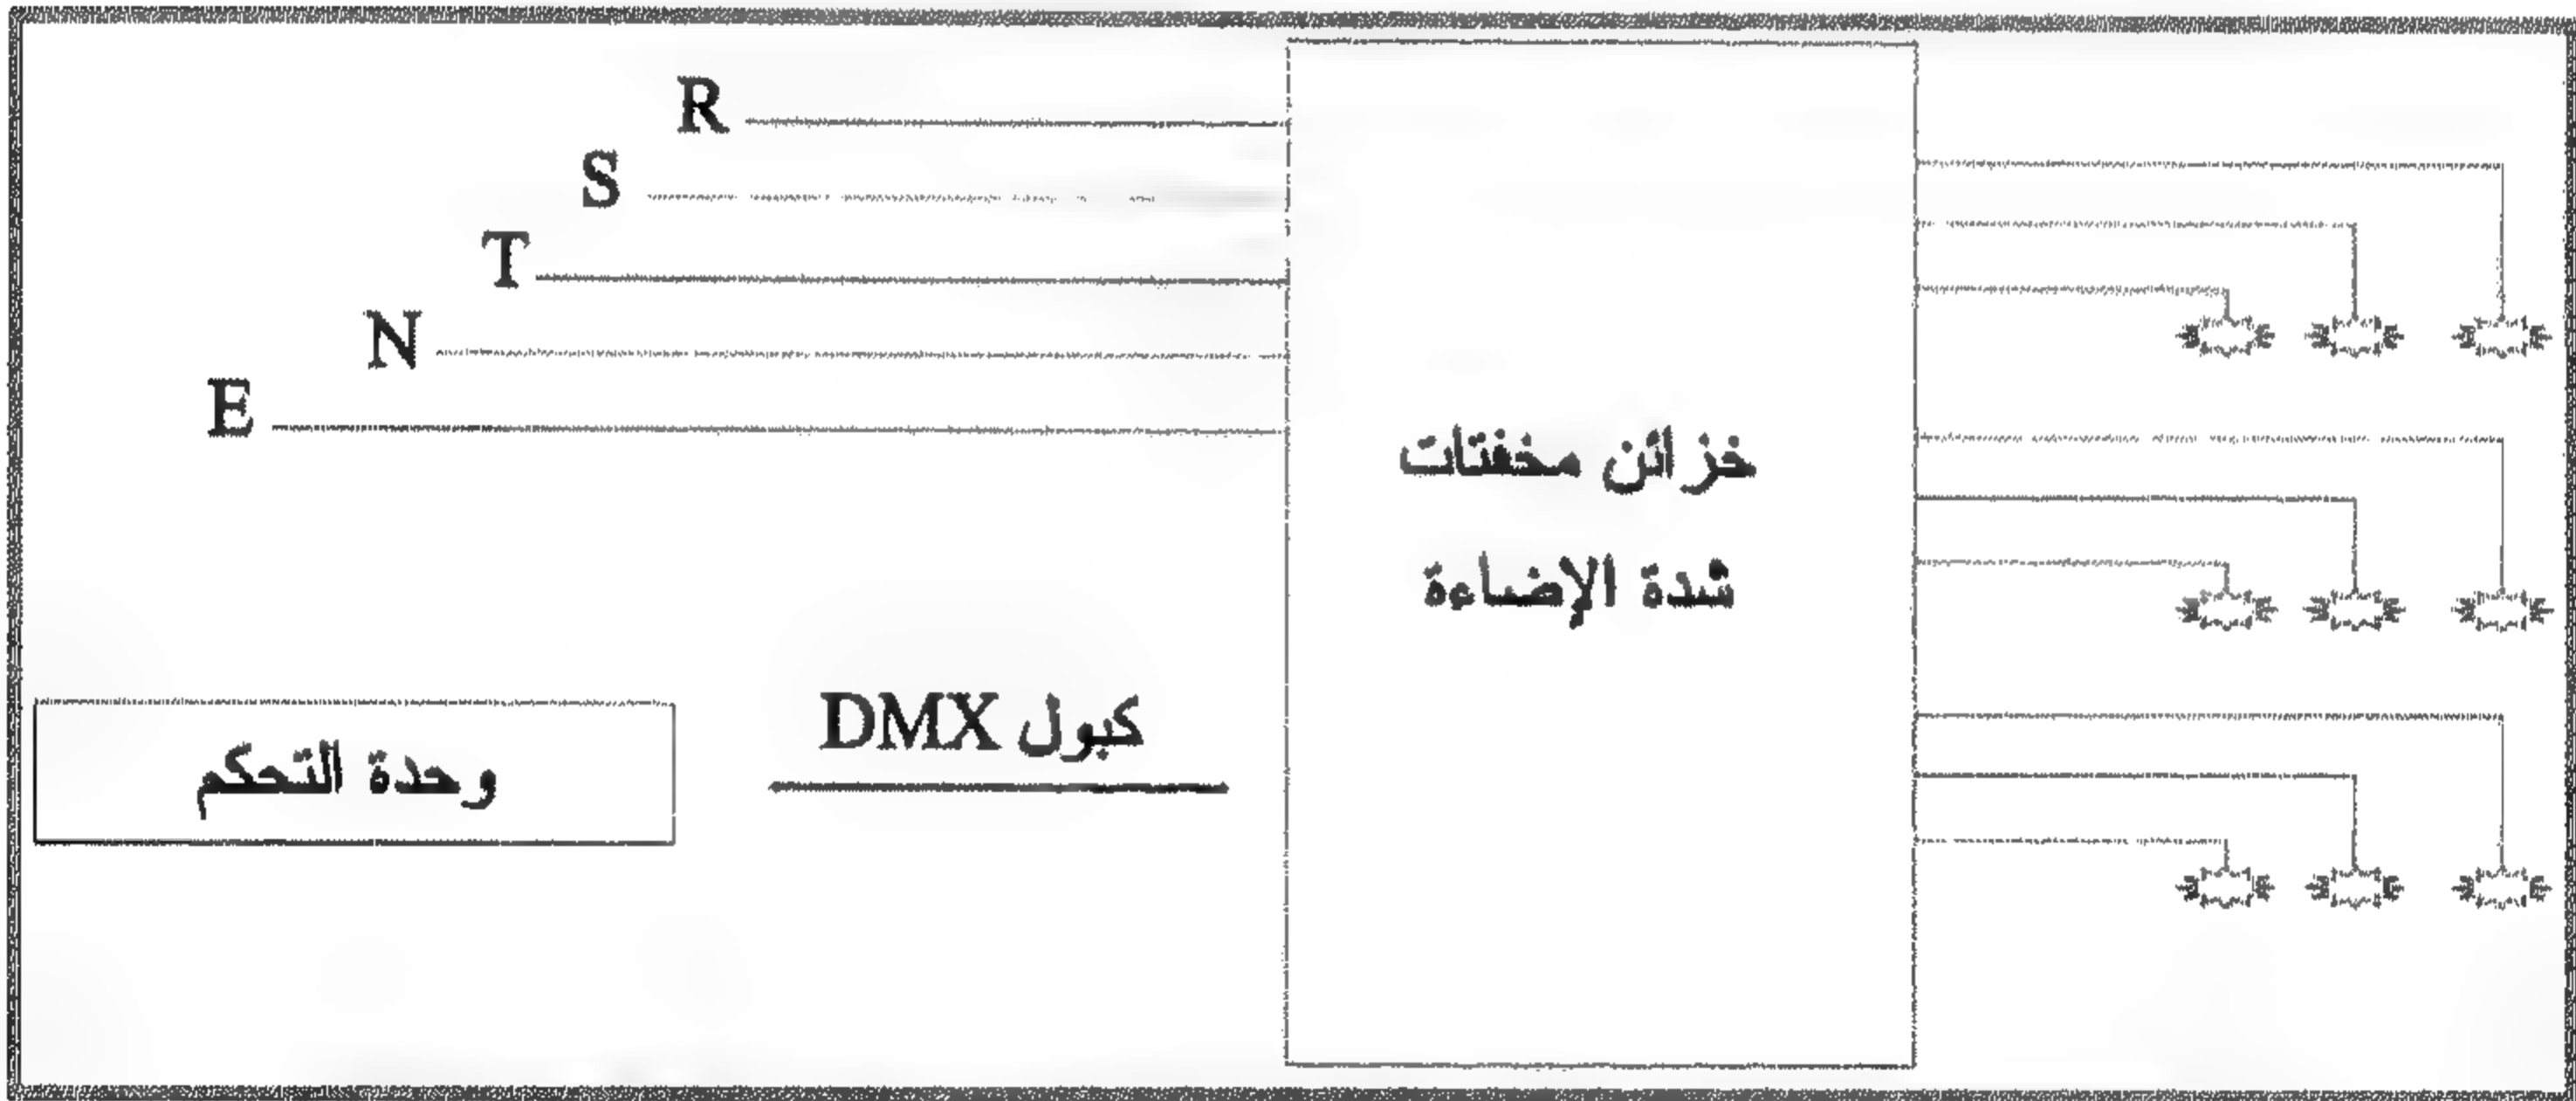 R
S
T
N
E
خزائن مخفتات
شدة الإضاءة
كبول DMX
وحدة التحكم